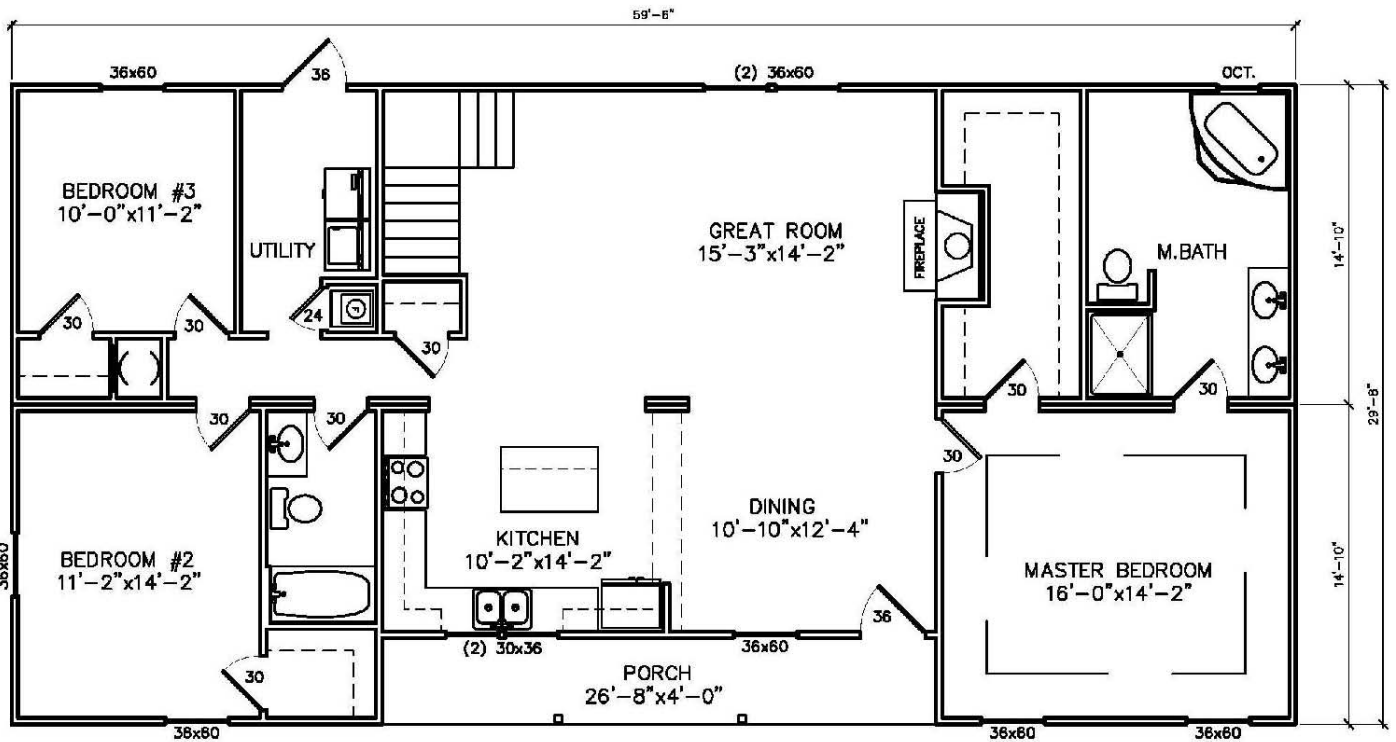 59'-6"
36x60
36
(2) 36x60
OCT.
BEDROOM #3
10'-0"x11'-2"
UTILITY
GREAT ROOM
15'-3"x14'-2"
FIREPLACE
M.BATH
14'-10"
30
30
24
30
30
30
29'-6"
30
30
30
DINING
10'-10"x12'-4"
KITCHEN
10'-2"x14'-2"
BEDROOM #2
11'-2"x14'-2"
36x60
MASTER BEDROOM
16'-0"x14'-2"
14'-10"
36
(2) 30x36
36x60
30
PORCH
26'-8"x4'-0"
36x60
36x60
36x60